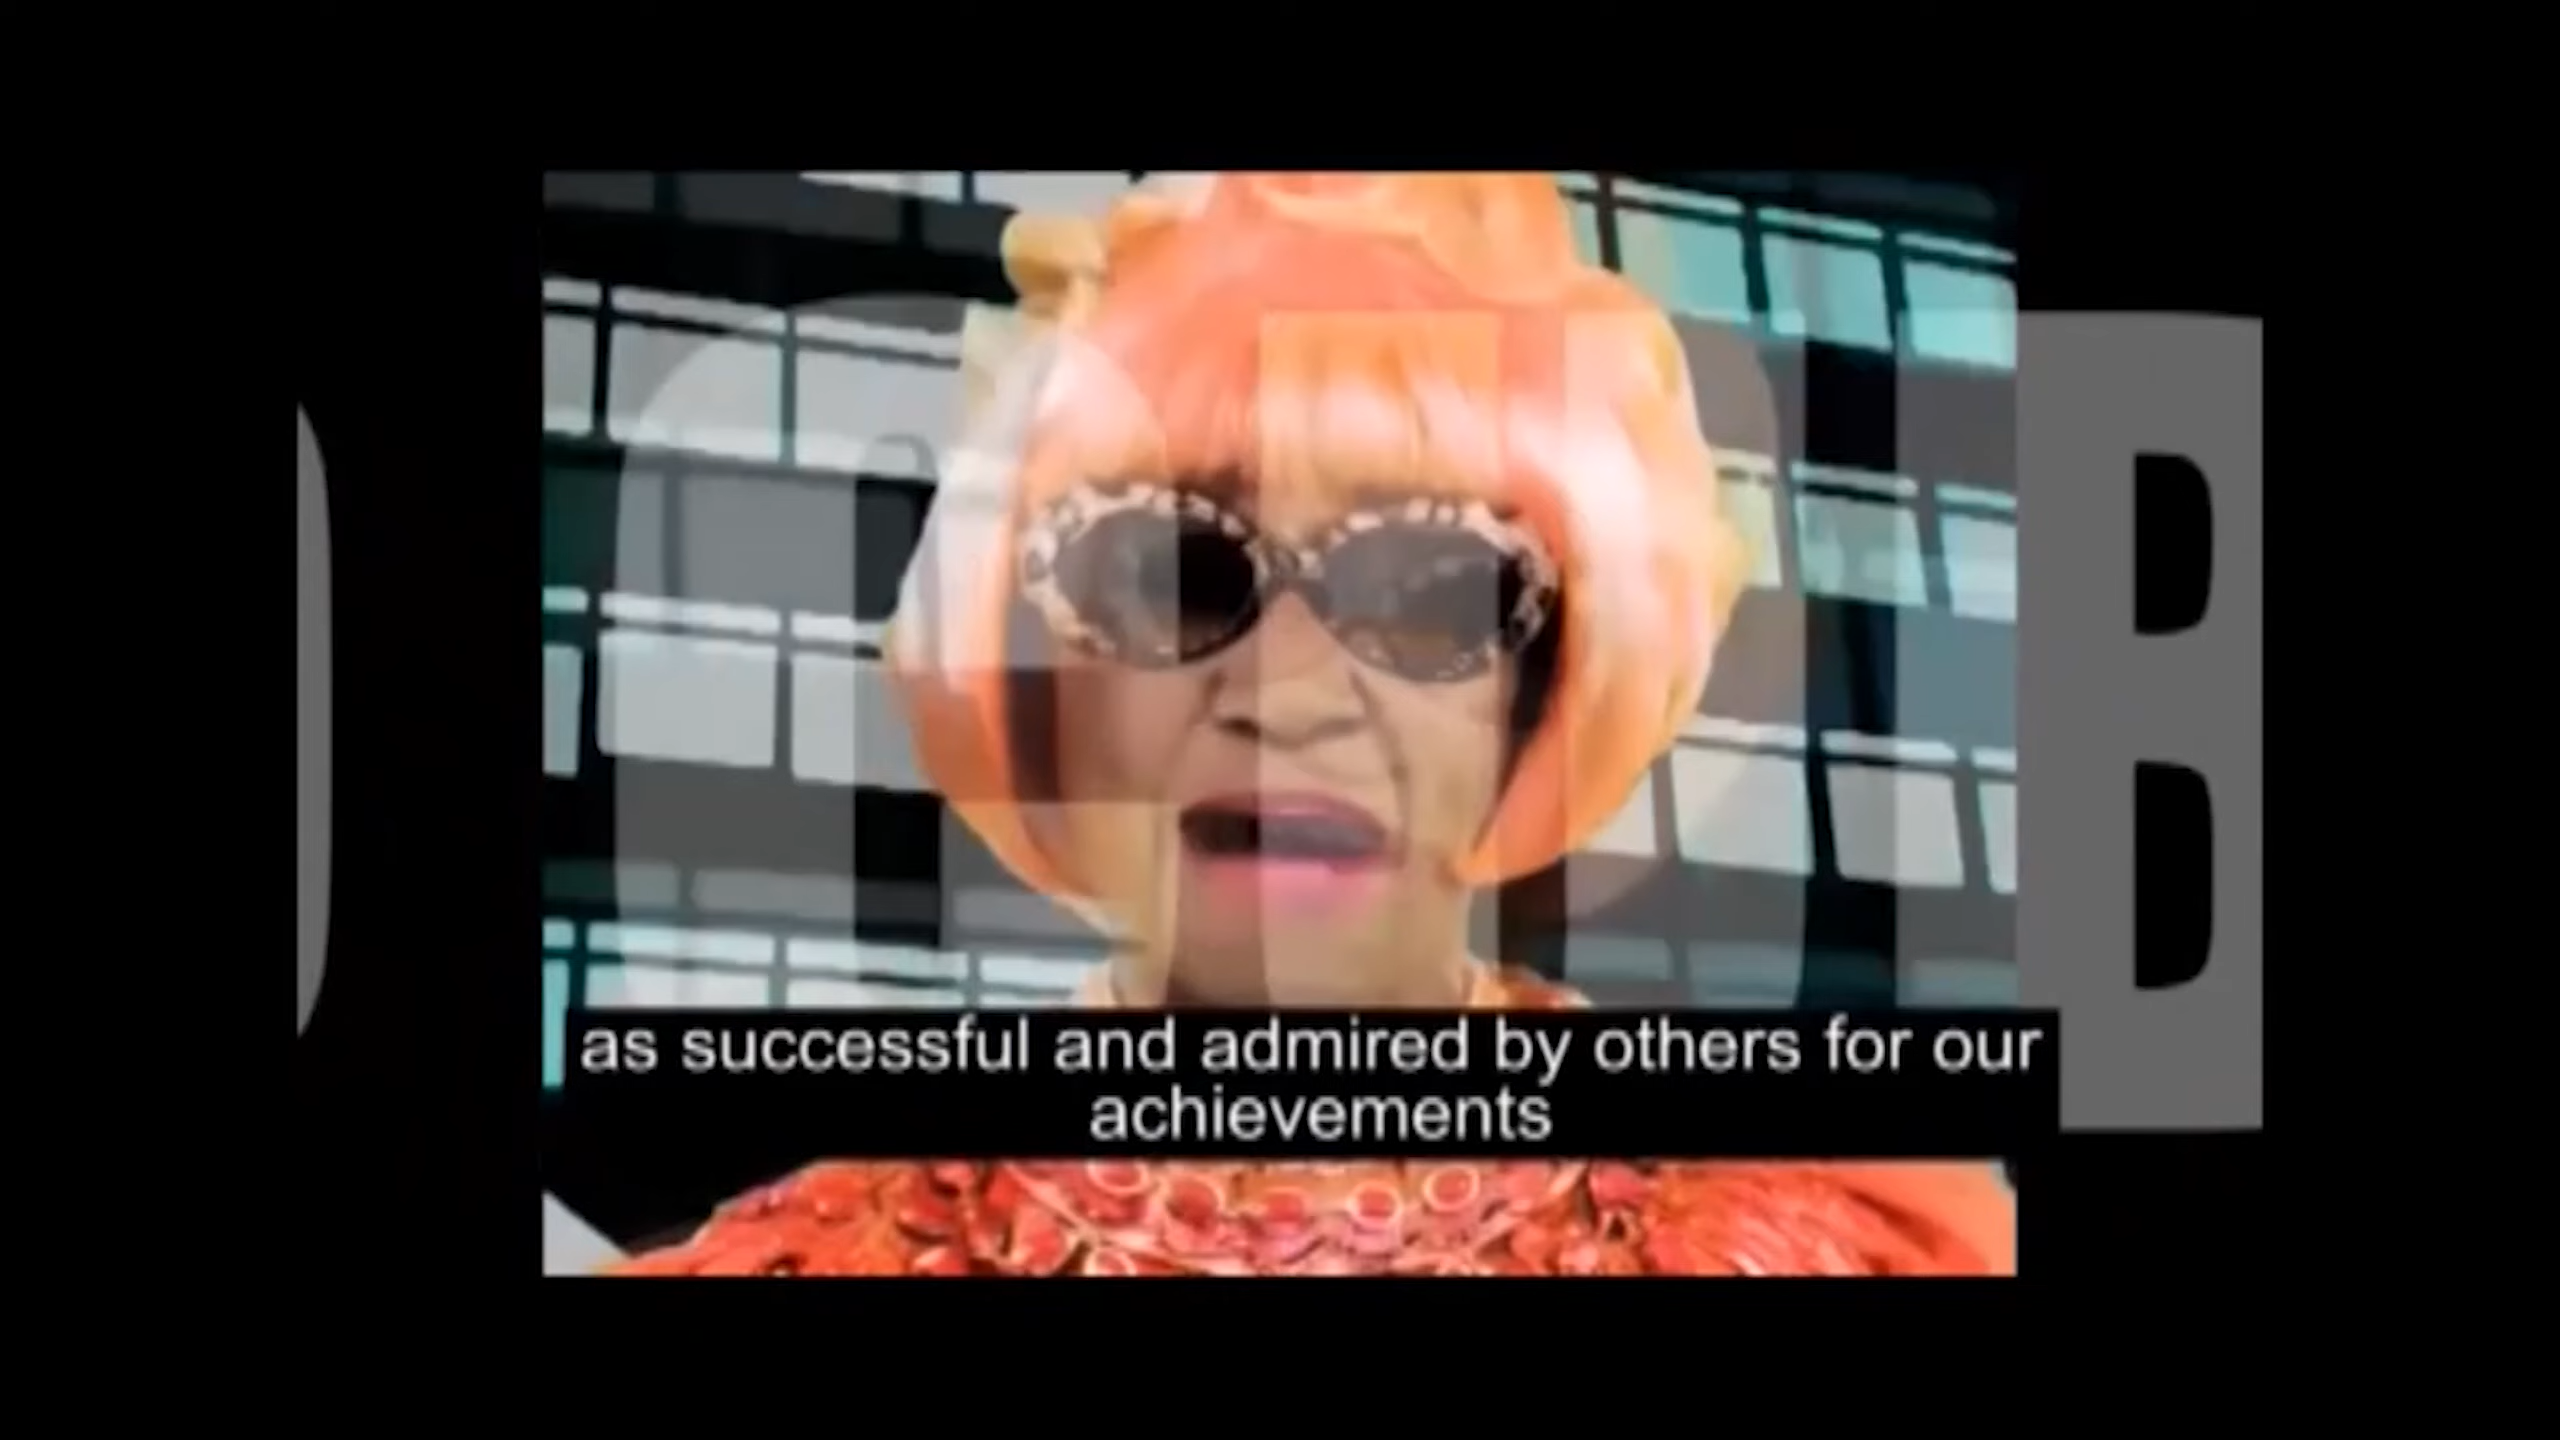 as successful and admired by others for our
achievements